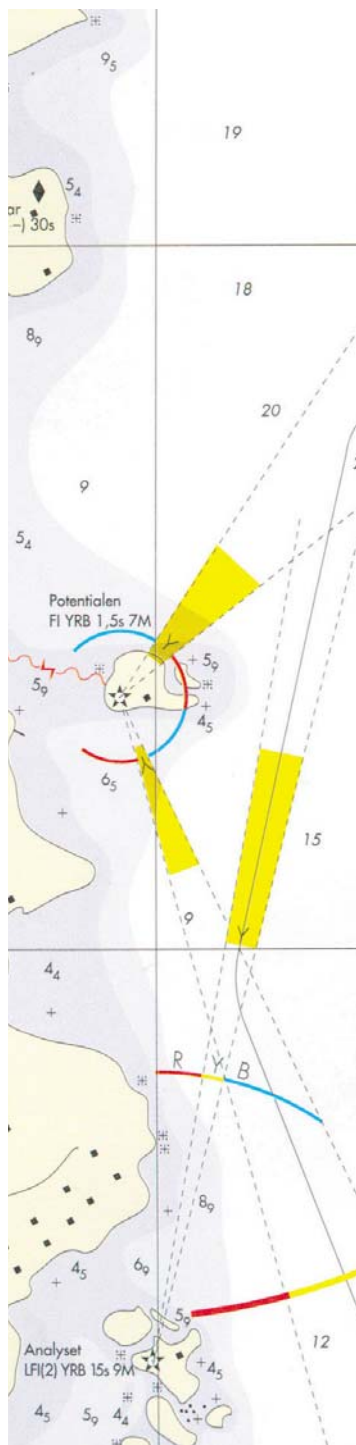 9₅
19
5₄
ar
–) 30s
18
8₉
20
9
5₄
Potentialen
Fl YRB 1,5s 7M
Y
5₉
5₉
4₅
6₅
Y
15
9
Y
4₄
R Y B
8₉
4₅
6₉
5₉
12
Analyset
LFl(2) YRB 15s 9M
4₅
4₅
5₉
4₄